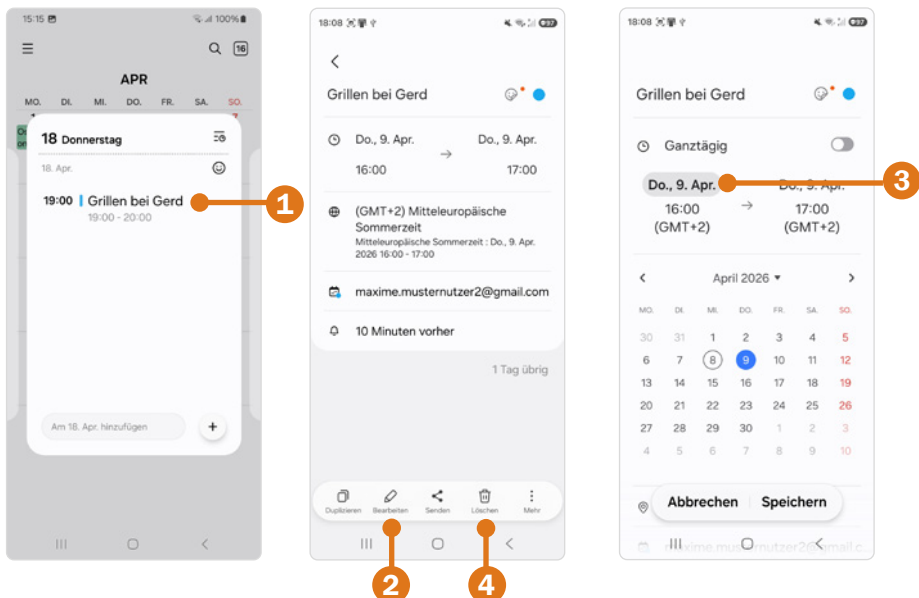 15:15 100%
16
APR
MO. DI. MI. DO. FR. SA. SO.
18 Donnerstag
18. Apr.
19:00 Grillen bei Gerd
19:00 - 20:00
1
Am 18. Apr. hinzufügen
+
18:08 97
Grillen bei Gerd
Do., 9. Apr. → Do., 9. Apr.
16:00 17:00
(GMT+2) Mitteleuropäische
Sommerzeit
Mitteleuropäische Sommerzeit : Do., 9. Apr.
2026 16:00 - 17:00
maxime.musternutzer2@gmail.com
10 Minuten vorher
1 Tag übrig
Duplizieren Bearbeiten Senden Löschen Mehr
2 4
18:08 97
Grillen bei Gerd
Ganztägig
Do., 9. Apr. → Do., 9. Apr.
3
16:00 17:00
(GMT+2) (GMT+2)
April 2026
MO. DI. MI. DO. FR. SA. SO.
30 31 1 2 3 4 5
6 7 8 9 10 11 12
13 14 15 16 17 18 19
20 21 22 23 24 25 26
27 28 29 30 1 2 3
4 5 6 7 8 9 10
Abbrechen Speichern